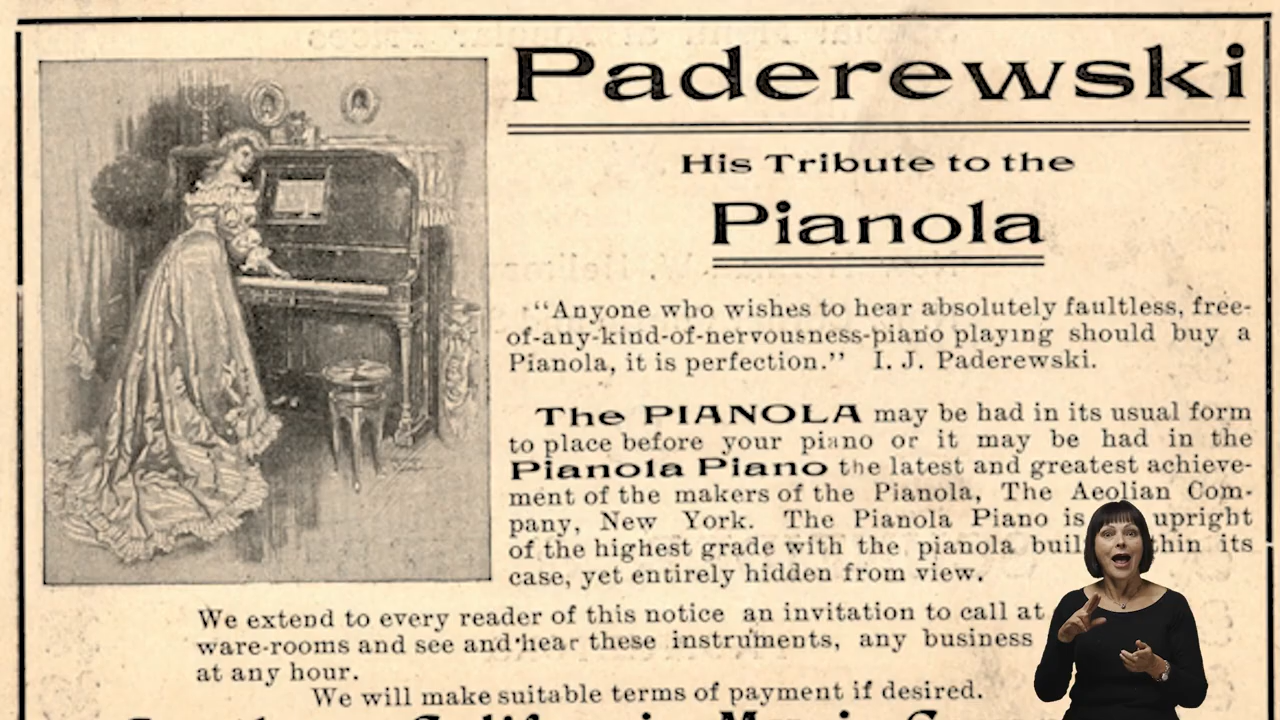 Paderewski
His Tribute to the
Pianola
"Anyone who wishes to hear absolutely faultless, free-
of-any-kind-of-nervousness-piano playing should buy a
Pianola, it is perfection." I. J. Paderewski.
The PIANOLA may be had in its usual form
to place before your piano or it may be had in the
Pianola Piano the latest and greatest achieve-
ment of the makers of the Pianola, The Aeolian Com-
pany, New York. The Pianola Piano is upright
of the highest grade with the pianola its
case, yet entirely hidden from view.
We extend to every reader of this notice an invitation to call at
ware-rooms and see and hear these instruments, any business
at any hour.
We will make suitable terms of payment if desired.